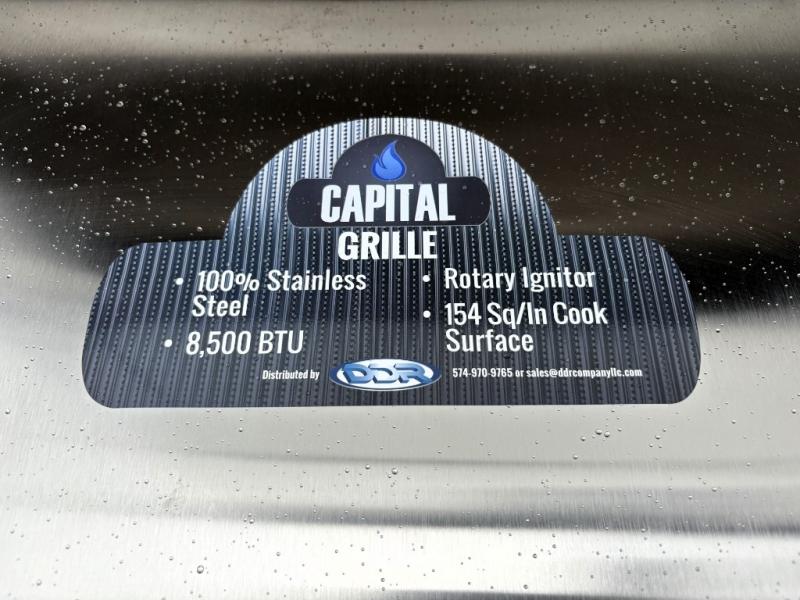 CAPITAL
GRILLE
• 100% Stainless
Steel
• 8,500 BTU
• Rotary Ignitor
• 154 Sq/In Cook
Surface
Distributed by DDR 574-970-9765 or sales@ddrcompanyllc.com